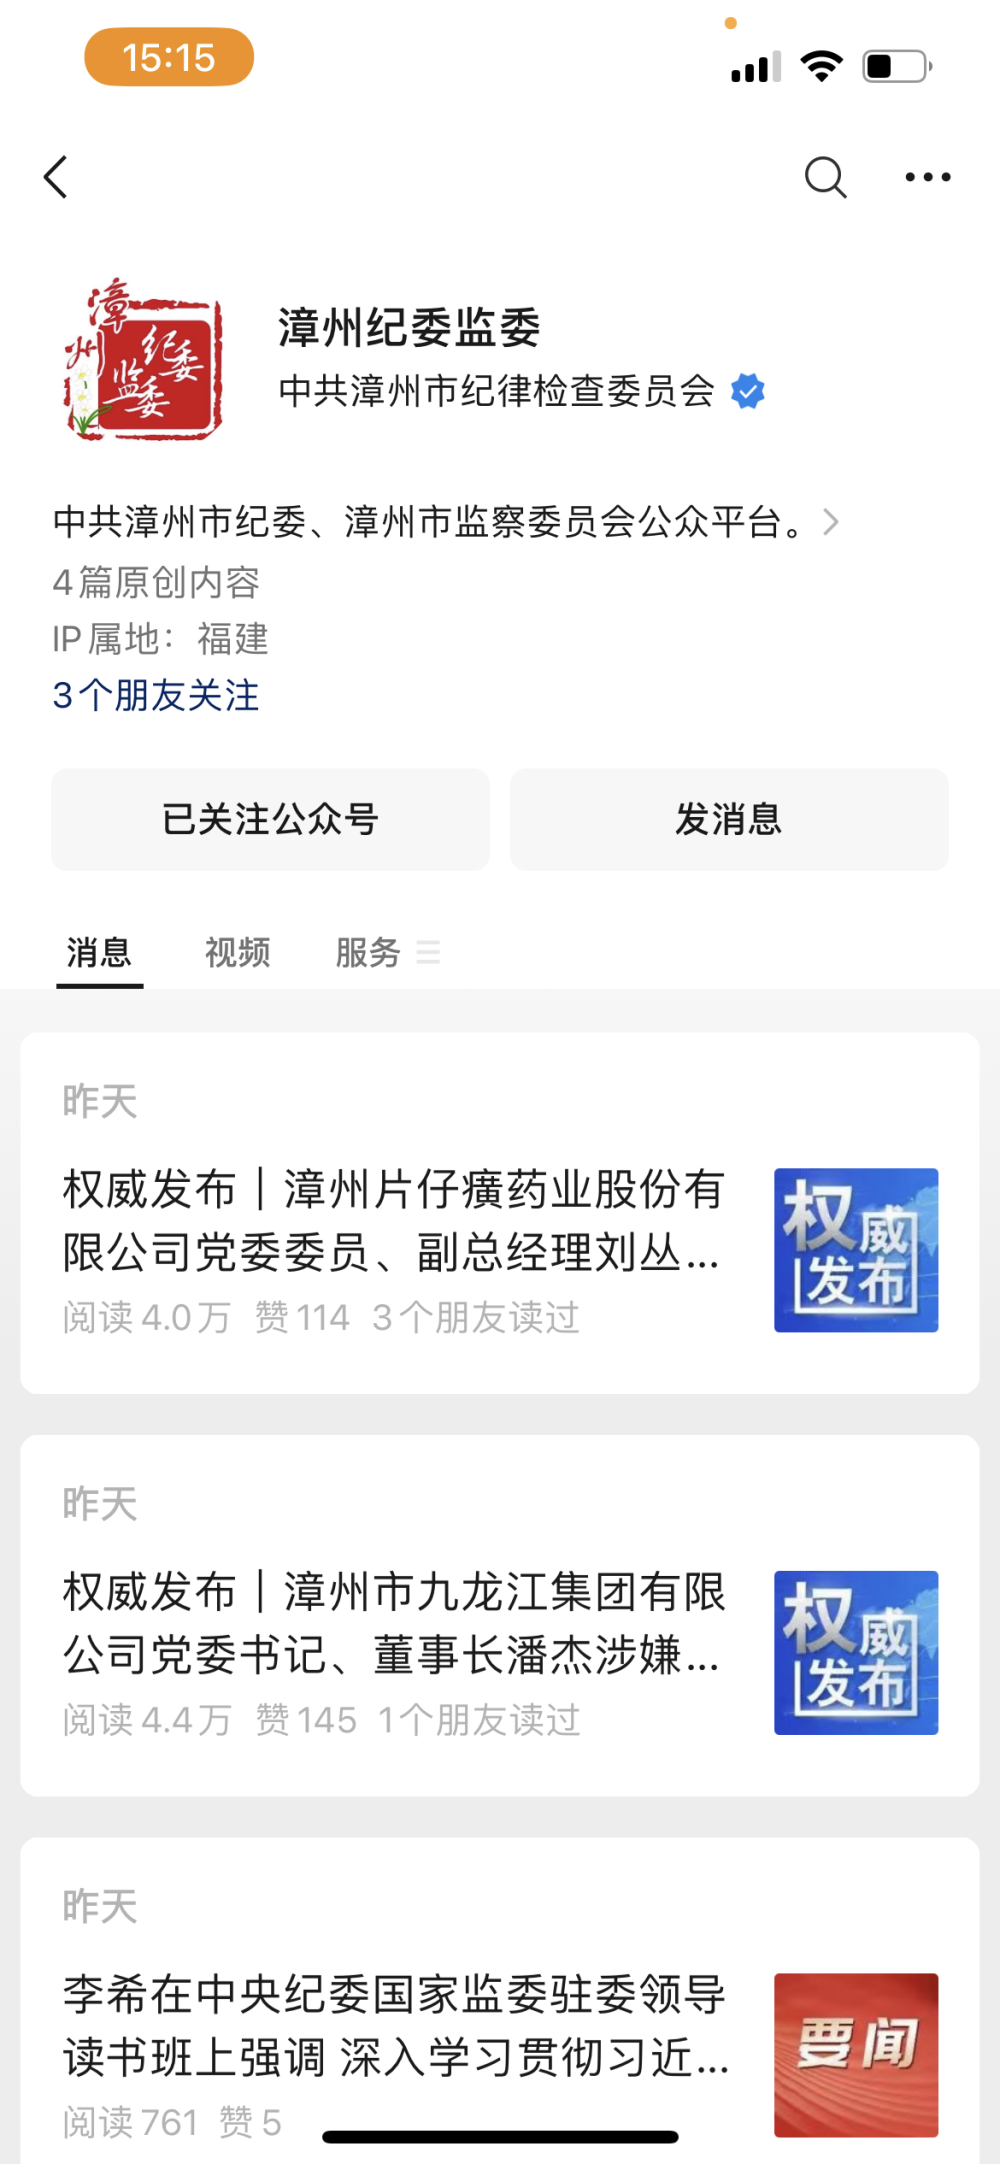 15:15
漳州纪委监委
漳州纪委监委
中共漳州市纪律检查委员会
中共漳州市纪委、漳州市监察委员会公众平台。
4篇原创内容
IP属地：福建
3个朋友关注
已关注公众号
发消息
消息 视频 服务
昨天
权威发布｜漳州片仔癀药业股份有
限公司党委委员、副总经理刘丛...
阅读4.0万 赞114 3个朋友读过
权威发布
昨天
权威发布｜漳州市九龙江集团有限
公司党委书记、董事长潘杰涉嫌...
阅读4.4万 赞145 1个朋友读过
权威发布
昨天
李希在中央纪委国家监委驻委领导
读书班上强调 深入学习贯彻习近...
阅读761 赞5
要闻